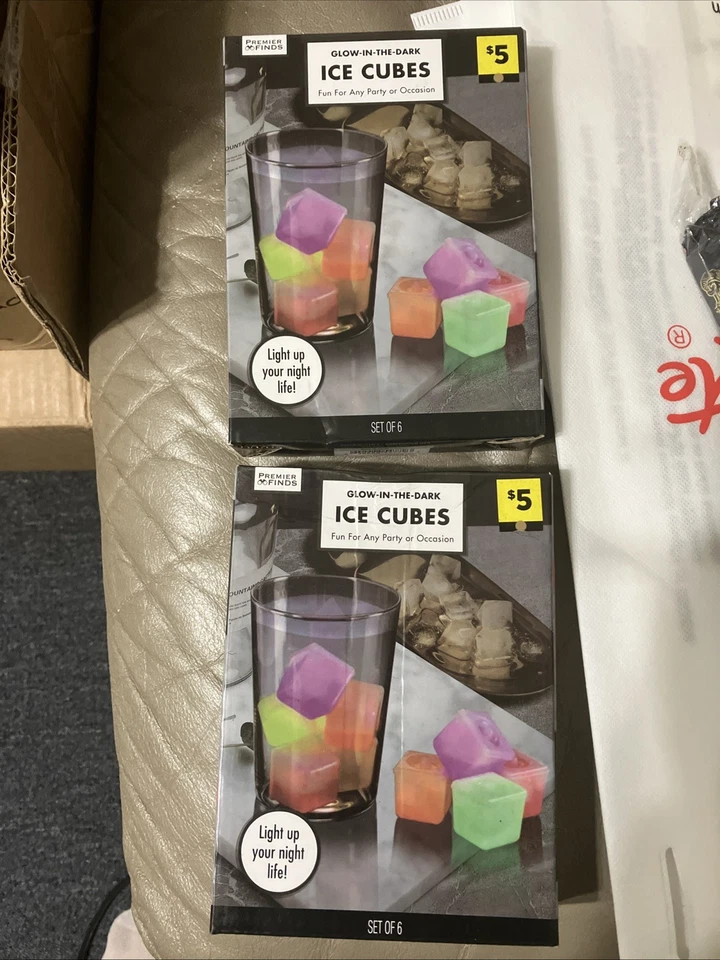 PREMIER
FINDS
GLOW-IN-THE-DARK
ICE CUBES
Fun For Any Party or Occasion
$5
Light up
your night
life!
SET OF 6
PREMIER
FINDS
GLOW-IN-THE-DARK
ICE CUBES
Fun For Any Party or Occasion
$5
Light up
your night
life!
SET OF 6
te®